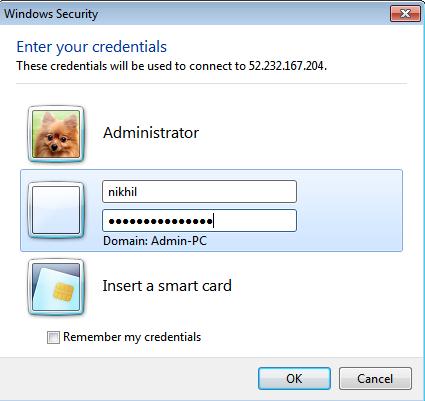 Windows Security
Enter your credentials
These credentials will be used to connect to 52.232.167.204.
Administrator
nikhil
●●●●●●●●●●●●●●●
Domain: Admin-PC
Insert a smart card
Remember my credentials
OK Cancel